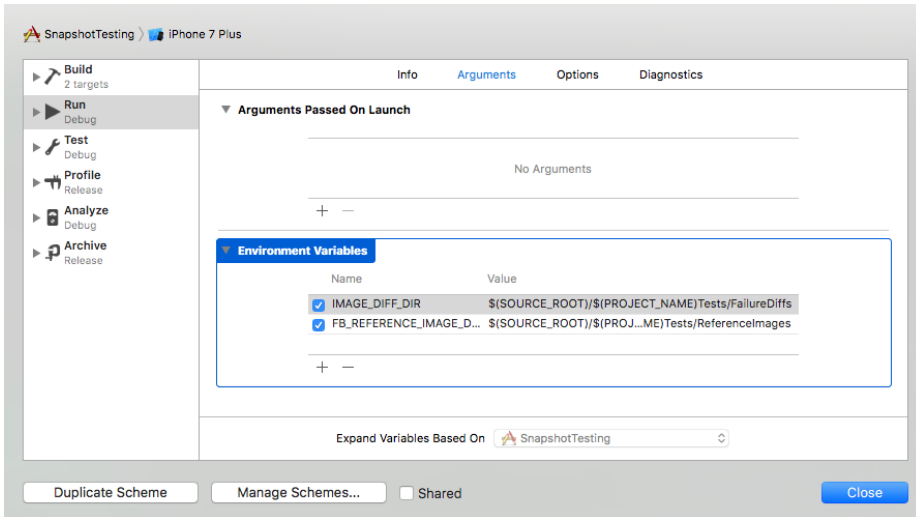 SnapshotTesting iPhone 7 Plus
Build
2 targets
Run
Debug
Test
Debug
Profile
Release
Analyze
Debug
Archive
Release
Info Arguments Options Diagnostics
Arguments Passed On Launch
No Arguments
Environment Variables
Name Value
IMAGE_DIFF_DIR $(SOURCE_ROOT)/$(PROJECT_NAME)Tests/FailureDiffs
FB_REFERENCE_IMAGE_D... $(SOURCE_ROOT)/$(PROJ...ME)Tests/ReferenceImages
Expand Variables Based On SnapshotTesting
Duplicate Scheme Manage Schemes... Shared Close